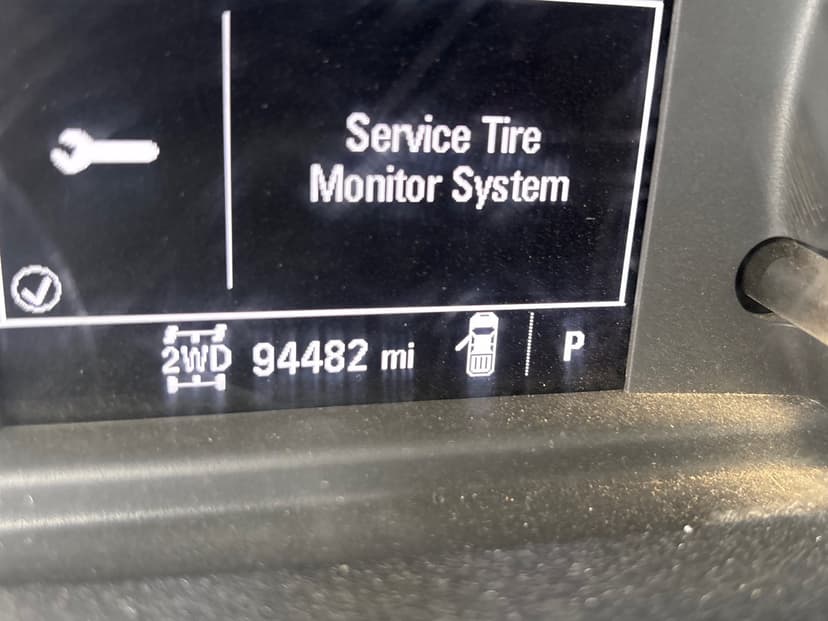 Service Tire
Monitor System
2WD 94482 mi P